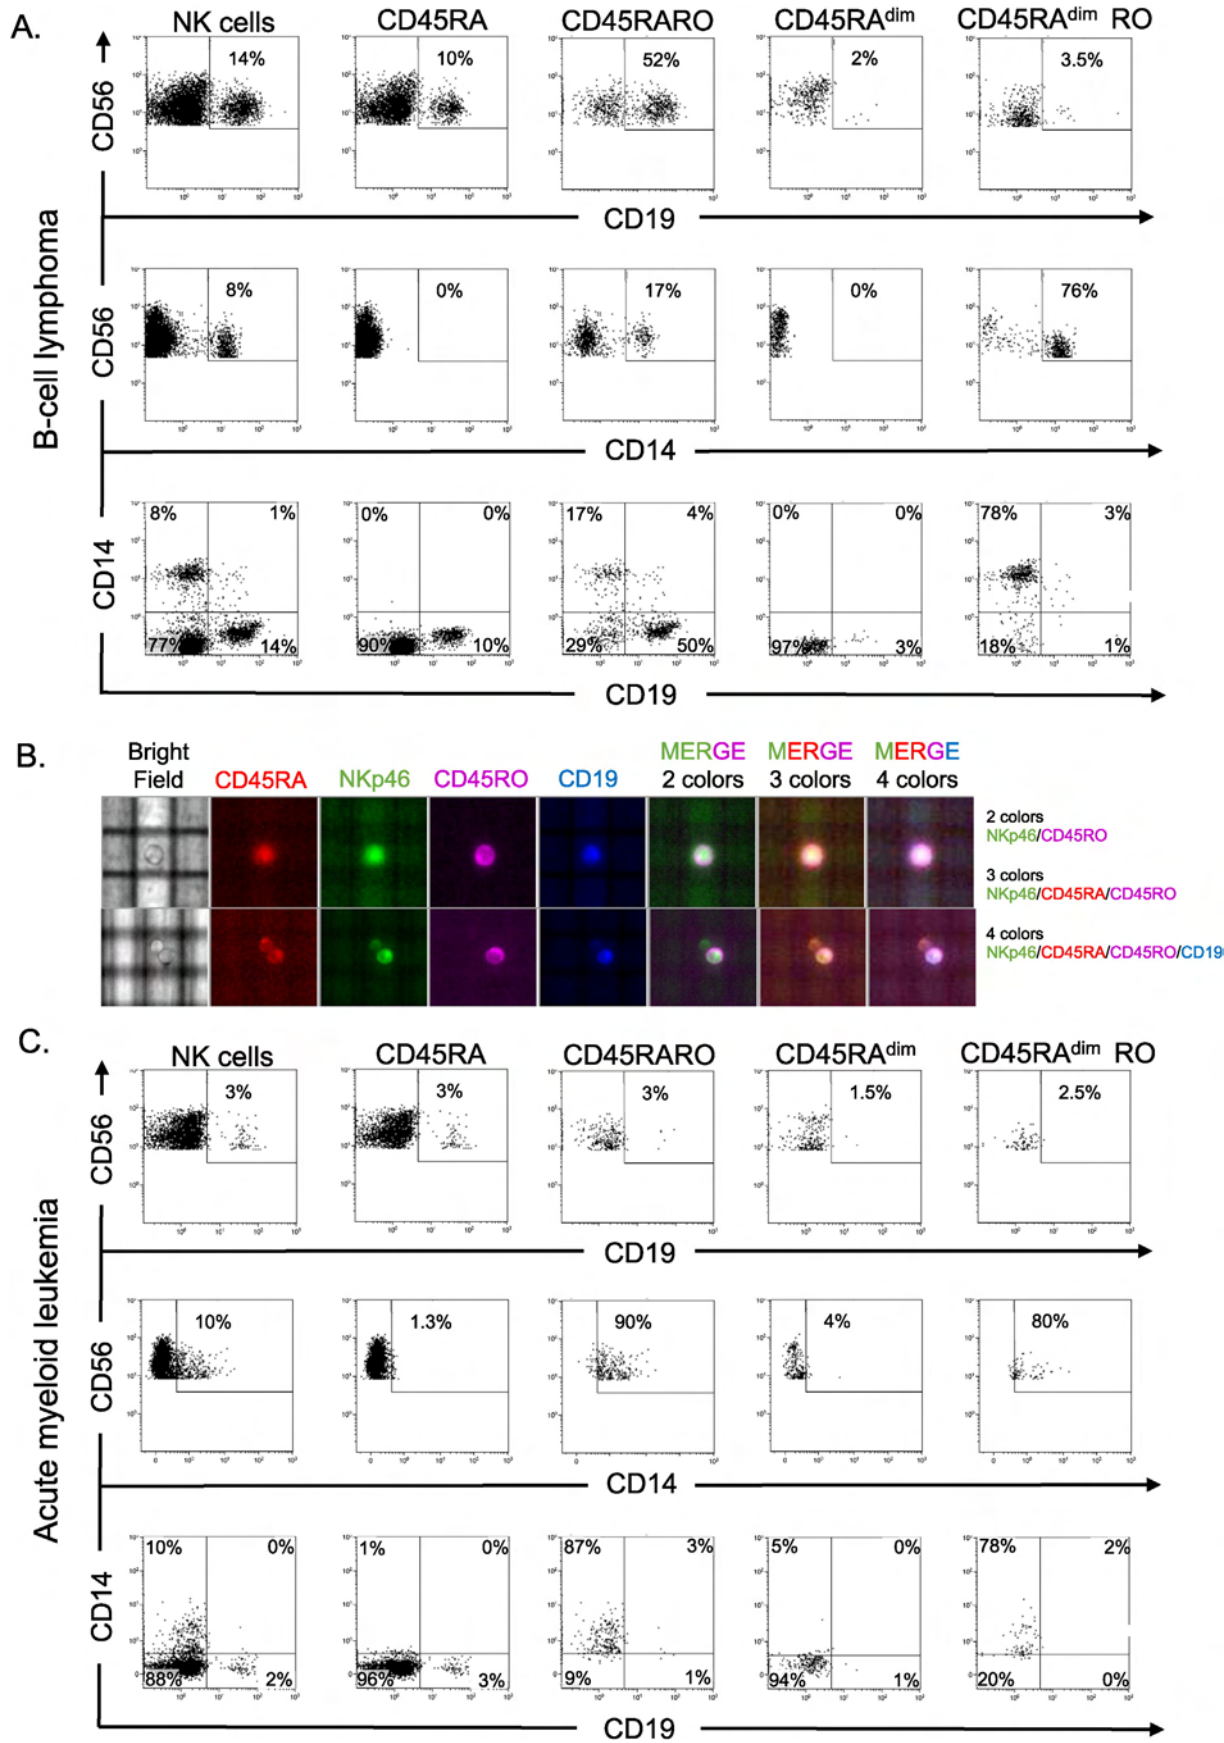 A.
NK cells CD45RA CD45RARO CD45RAdim CD45RAdim RO
14% 10% 52% 2% 3.5%
CD56
CD19
B-cell lymphoma
8% 0% 17% 0% 76%
CD56
CD14
8% 1% 0% 0% 17% 4% 0% 0% 78% 3%
CD14
77% 14% 90% 10% 29% 50% 97% 3% 18% 1%
CD19
B.
Bright Field CD45RA NKp46 CD45RO CD19 MERGE 2 colors MERGE 3 colors MERGE 4 colors
2 colors
NKp46/CD45RO
3 colors
NKp46/CD45RA/CD45RO
4 colors
NKp46/CD45RA/CD45RO/CD19
C.
NK cells CD45RA CD45RARO CD45RAdim CD45RAdim RO
3% 3% 3% 1.5% 2.5%
CD56
CD19
Acute myeloid leukemia
10% 1.3% 90% 4% 80%
CD56
CD14
10% 0% 1% 0% 87% 3% 5% 0% 78% 2%
CD14
88% 2% 96% 3% 9% 1% 94% 1% 20% 0%
CD19